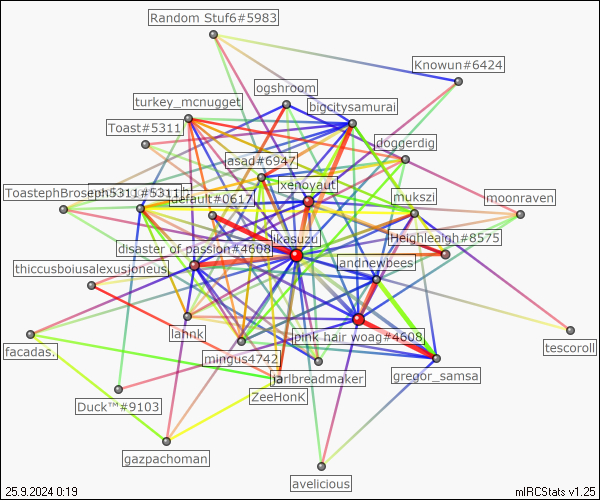 Random Stuf6#5983
Knowun#6424
ogshroom
turkey_mcnugget
bigcitysamurai
Toast#5311
doggerdig
asad#6947
xenoyaut
ToastephBroseph5311#5311
default#0617
mukszi
moonraven
ikasuzu
Heighleaigh#8575
disaster of passion#4608
andnewbees
thiccusboiusalexusjoneus
lahnk
pink hair woag#4608
facadas.
mingus4742
jarlbreadmaker
gregor_samsa
tescoroll
ZeeHonK
Duck™#9103
gazpachoman
avelicious
25.9.2024 0:19
mIRCStats v1.25